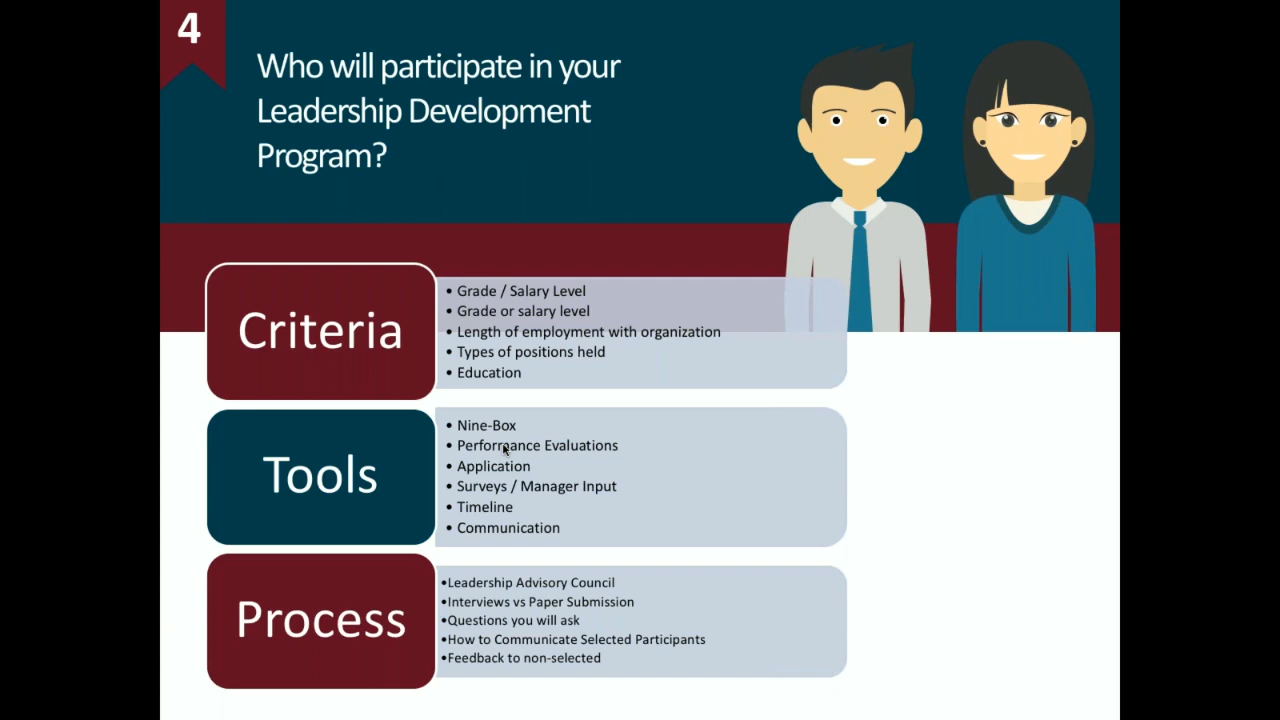 4
Who will participate in your
Leadership Development
Program?
Criteria
• Grade / Salary Level
• Grade or salary level
• Length of employment with organization
• Types of positions held
• Education
Tools
• Nine-Box
• Performance Evaluations
• Application
• Surveys / Manager Input
• Timeline
• Communication
Process
•Leadership Advisory Council
•Interviews vs Paper Submission
•Questions you will ask
•How to Communicate Selected Participants
•Feedback to non-selected